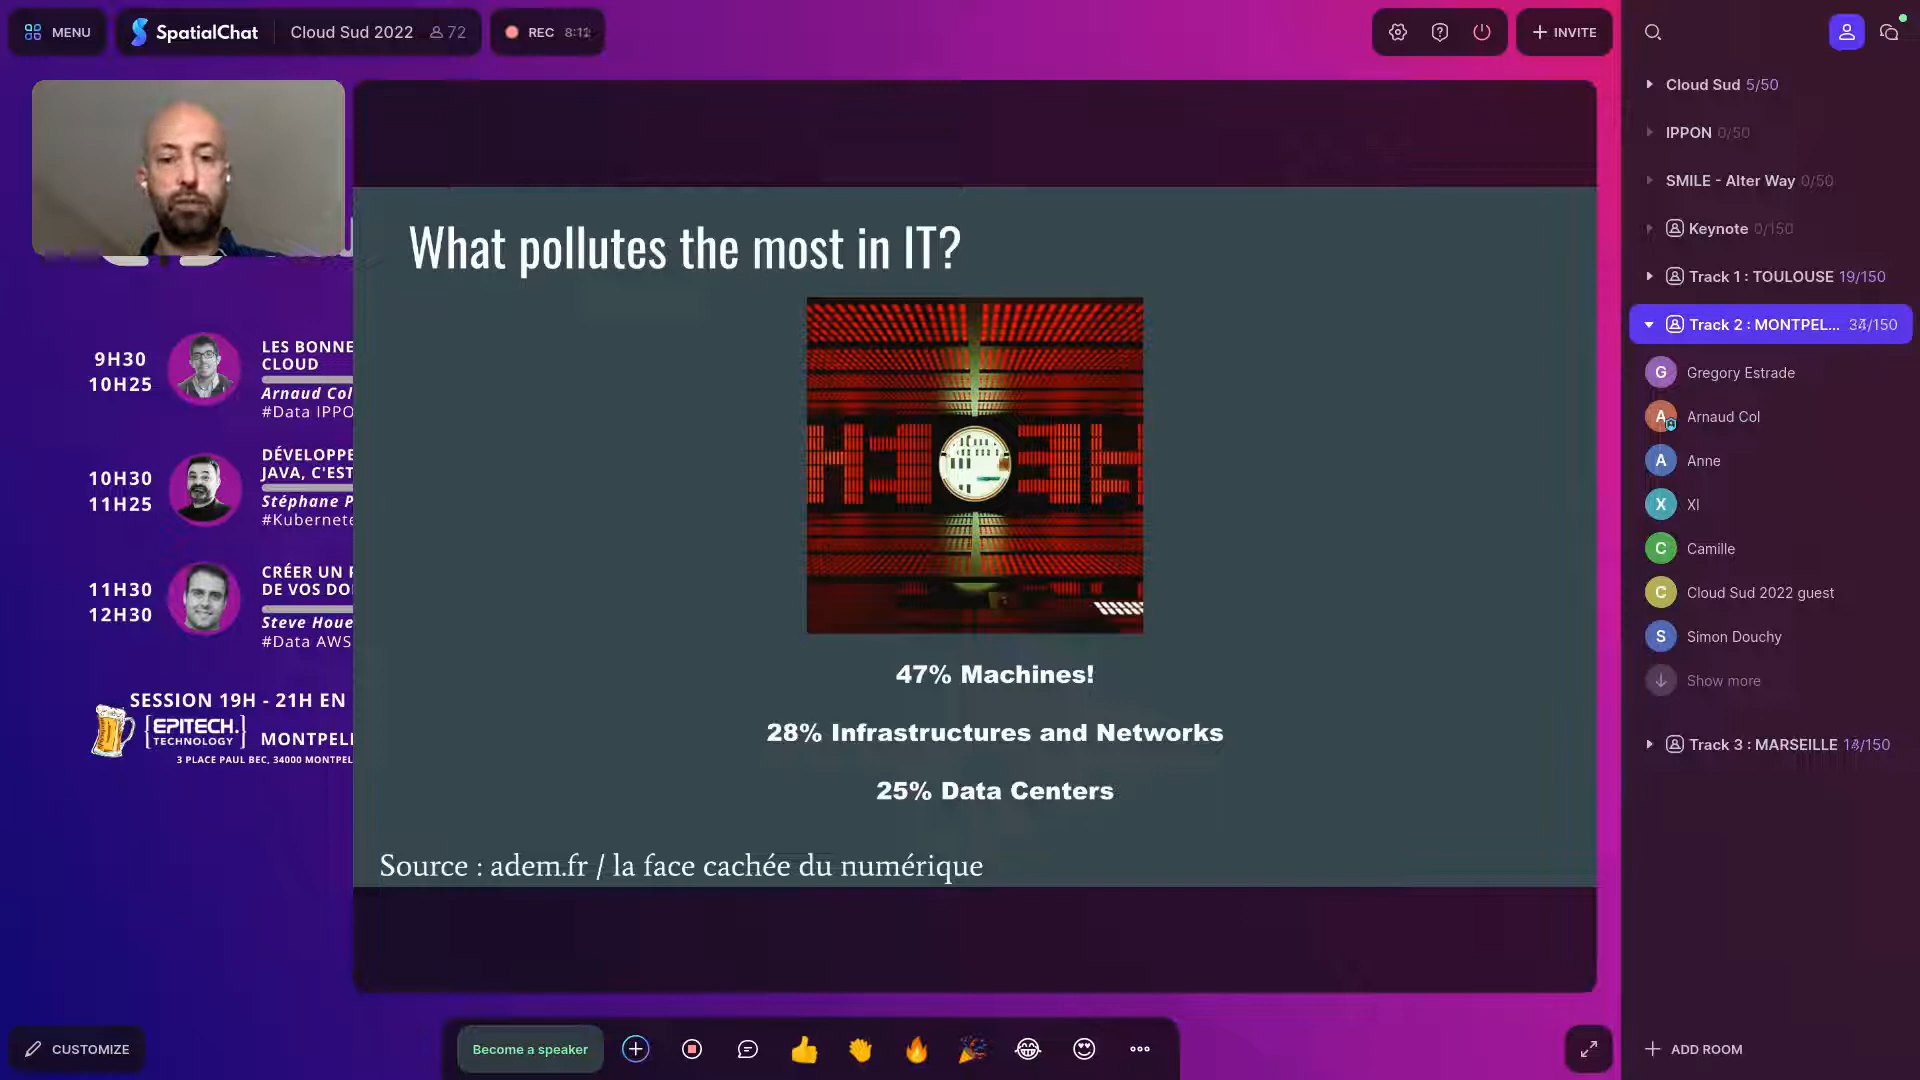 MENU
SpatialChat
Cloud Sud 2022
72
REC
INVITE
Cloud Sud 5/50
IPPON 0/50
SMILE - Alter Way 0/50
Keynote 0/150
Track 1 : TOULOUSE 19/150
Track 2 : MONTPEL...
G
Gregory Estrade
A
Arnaud Col
A
Anne
X
XI
C
Camille
C
Cloud Sud 2022 guest
S
Simon Douchy
Show more
Track 3 : MARSEILLE
ADD ROOM
9H30
10H25
LES BONNE
CLOUD
Arnaud Col
#Data IPPO
10H30
11H25
DÉVELOPPE
JAVA, C'EST
Stéphane P
#Kubernete
11H30
12H30
CRÉER UN
DE VOS DO
Steve Houe
#Data AWS
SESSION 19H - 21H EN
[EPITECH.]
TECHNOLOGY
MONTPELL
3 PLACE PAUL BEC, 34000 MONTPEL
What pollutes the most in IT?
47% Machines!
28% Infrastructures and Networks
25% Data Centers
Source : adem.fr / la face cachée du numérique
CUSTOMIZE
Become a speaker